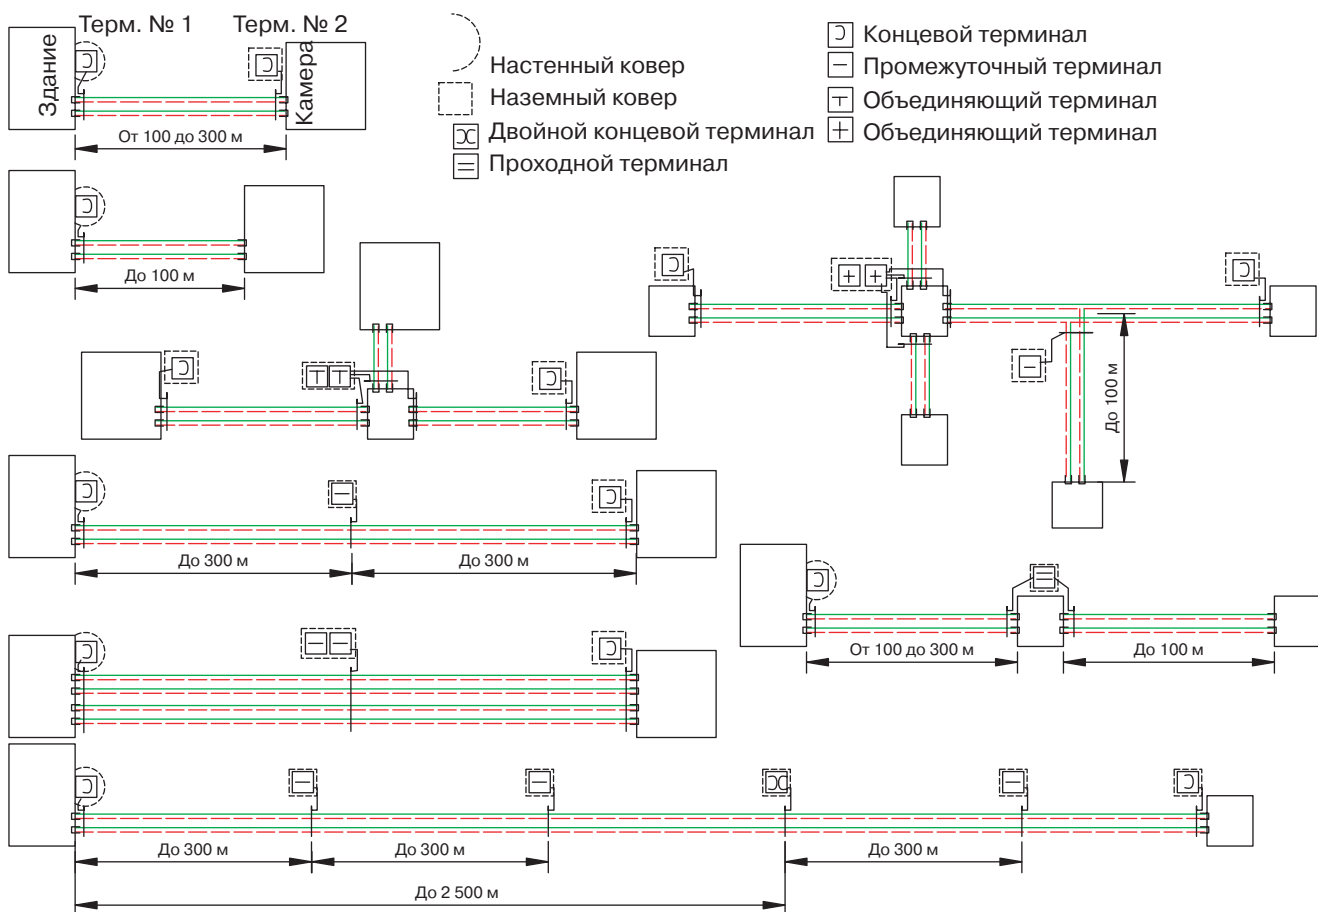 Терм. № 1
Терм. № 2
Здание
Камера
От 100 до 300 м
Настенный ковер
Наземный ковер
Двойной концевой терминал
Проходной терминал
Концевой терминал
Промежуточный терминал
Объединяющий терминал
Объединяющий терминал
До 100 м
До 100 м
До 300 м
До 300 м
От 100 до 300 м
До 100 м
До 300 м
До 300 м
До 300 м
До 2 500 м